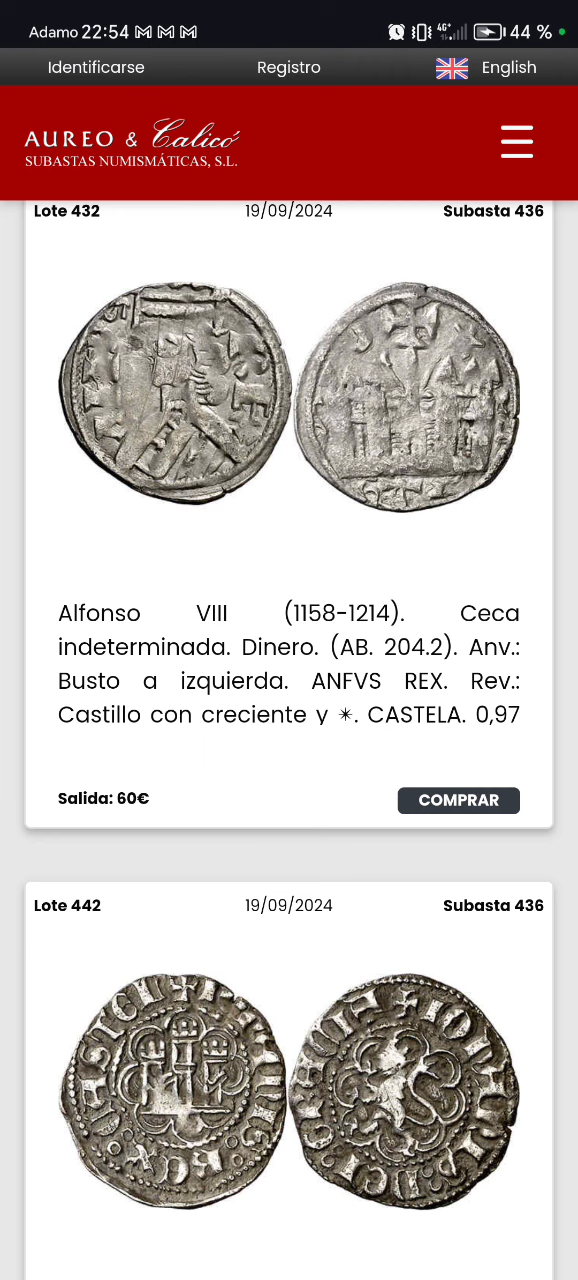 Adamo 22:54
4G+ 44 %
Identificarse Registro English
AUREO & Calicó
SUBASTAS NUMISMÁTICAS, S.L.
Lote 432 19/09/2024 Subasta 436
Alfonso VIII (1158-1214). Ceca
indeterminada. Dinero. (AB. 204.2). Anv.:
Busto a izquierda. ANFVS REX. Rev.:
Castillo con creciente y ✴. CASTELA. 0,97
Salida: 60€ COMPRAR
Lote 442 19/09/2024 Subasta 436